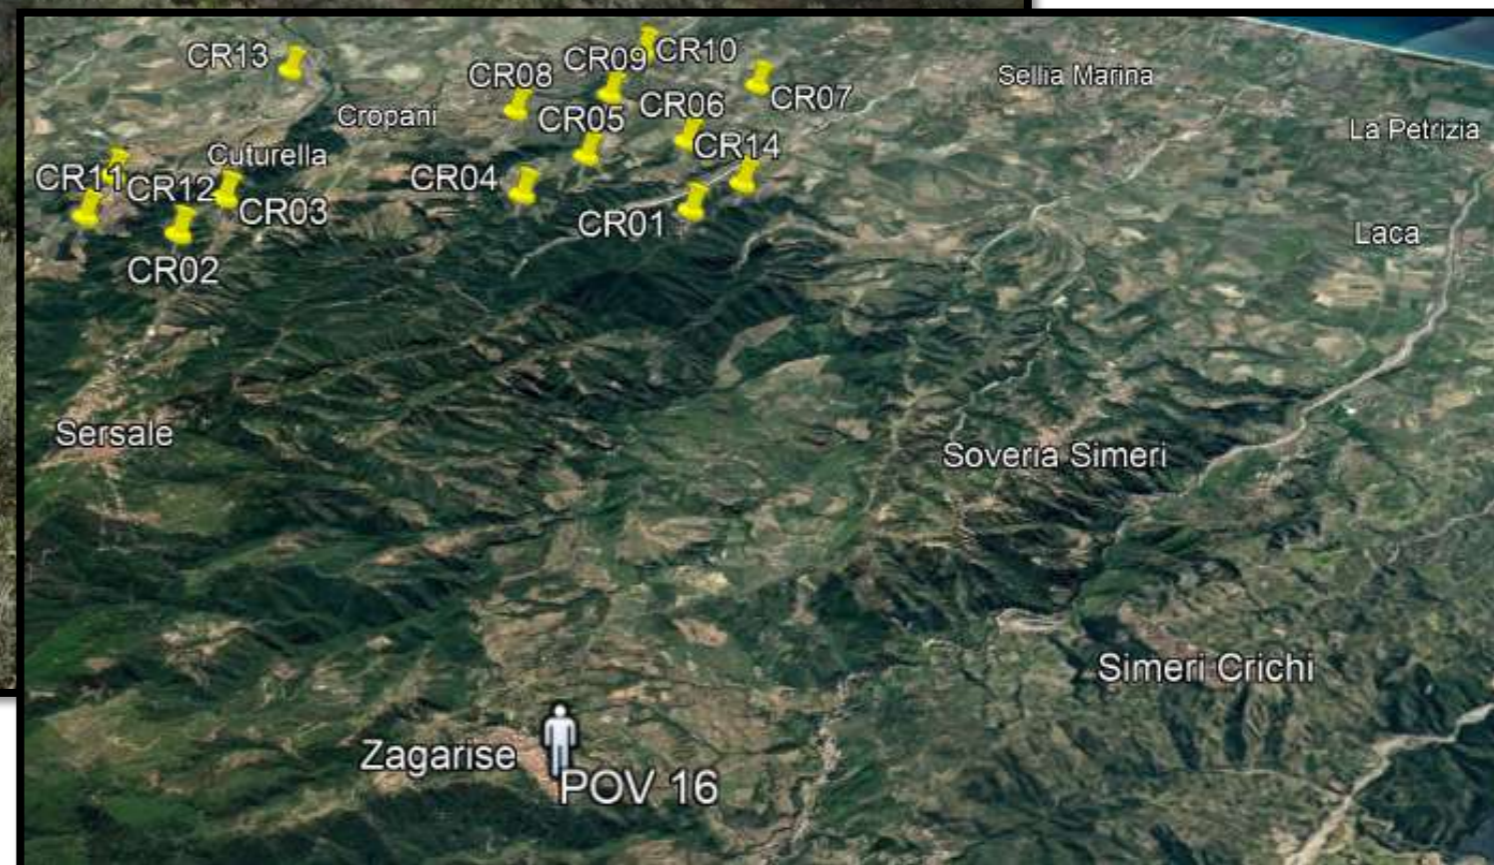 CR13
CR09
CR10
CR08
Sellia Marina
CR07
CR06
Cropani
CR05
La Petrizia
CR14
Cuturella
CR11
CR12
CR04
CR03
CR01
Laca
CR02
Sersale
Soveria Simeri
Simeri Crichi
Zagarise
POV 16